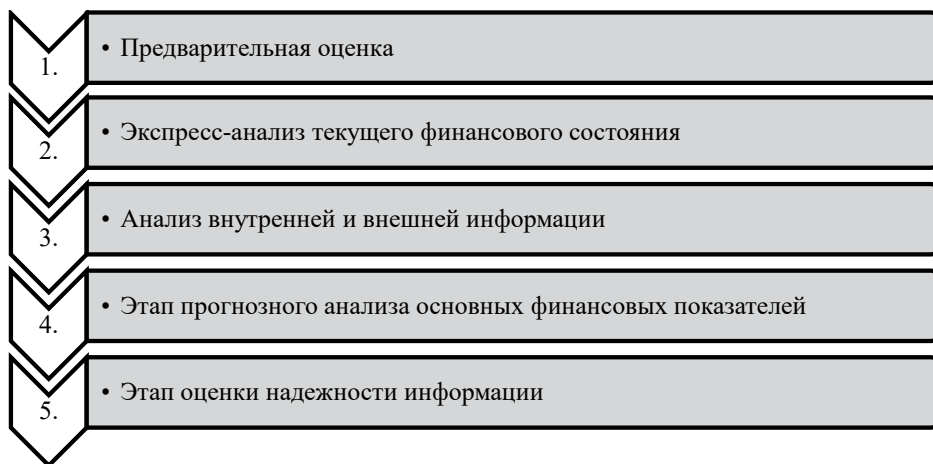 1. • Предварительная оценка
2. • Экспресс-анализ текущего финансового состояния
3. • Анализ внутренней и внешней информации
4. • Этап прогнозного анализа основных финансовых показателей
5. • Этап оценки надежности информации